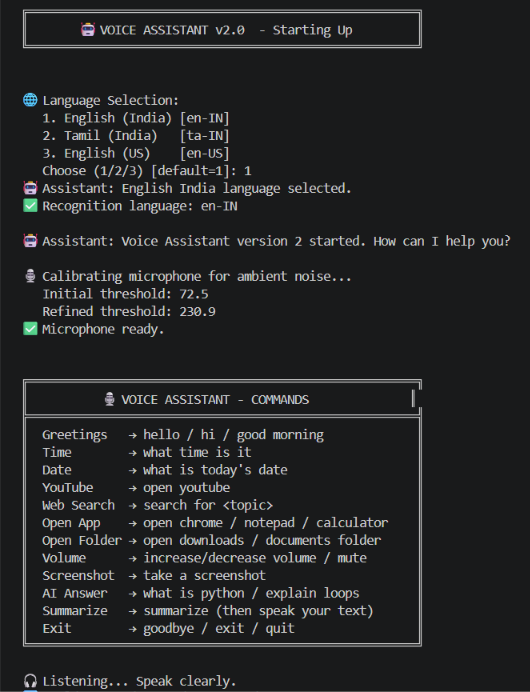 VOICE ASSISTANT v2.0 - Starting Up
Language Selection:
1. English (India) [en-IN]
2. Tamil (India) [ta-IN]
3. English (US) [en-US]
Choose (1/2/3) [default=1]: 1
Assistant: English India language selected.
Recognition language: en-IN
Assistant: Voice Assistant version 2 started. How can I help you?
Calibrating microphone for ambient noise...
Initial threshold: 72.5
Refined threshold: 230.9
Microphone ready.
VOICE ASSISTANT - COMMANDS
Greetings → hello / hi / good morning
Time → what time is it
Date → what is today's date
YouTube → open youtube
Web Search → search for <topic>
Open App → open chrome / notepad / calculator
Open Folder → open downloads / documents folder
Volume → increase/decrease volume / mute
Screenshot → take a screenshot
AI Answer → what is python / explain loops
Summarize → summarize (then speak your text)
Exit → goodbye / exit / quit
Listening... Speak clearly.